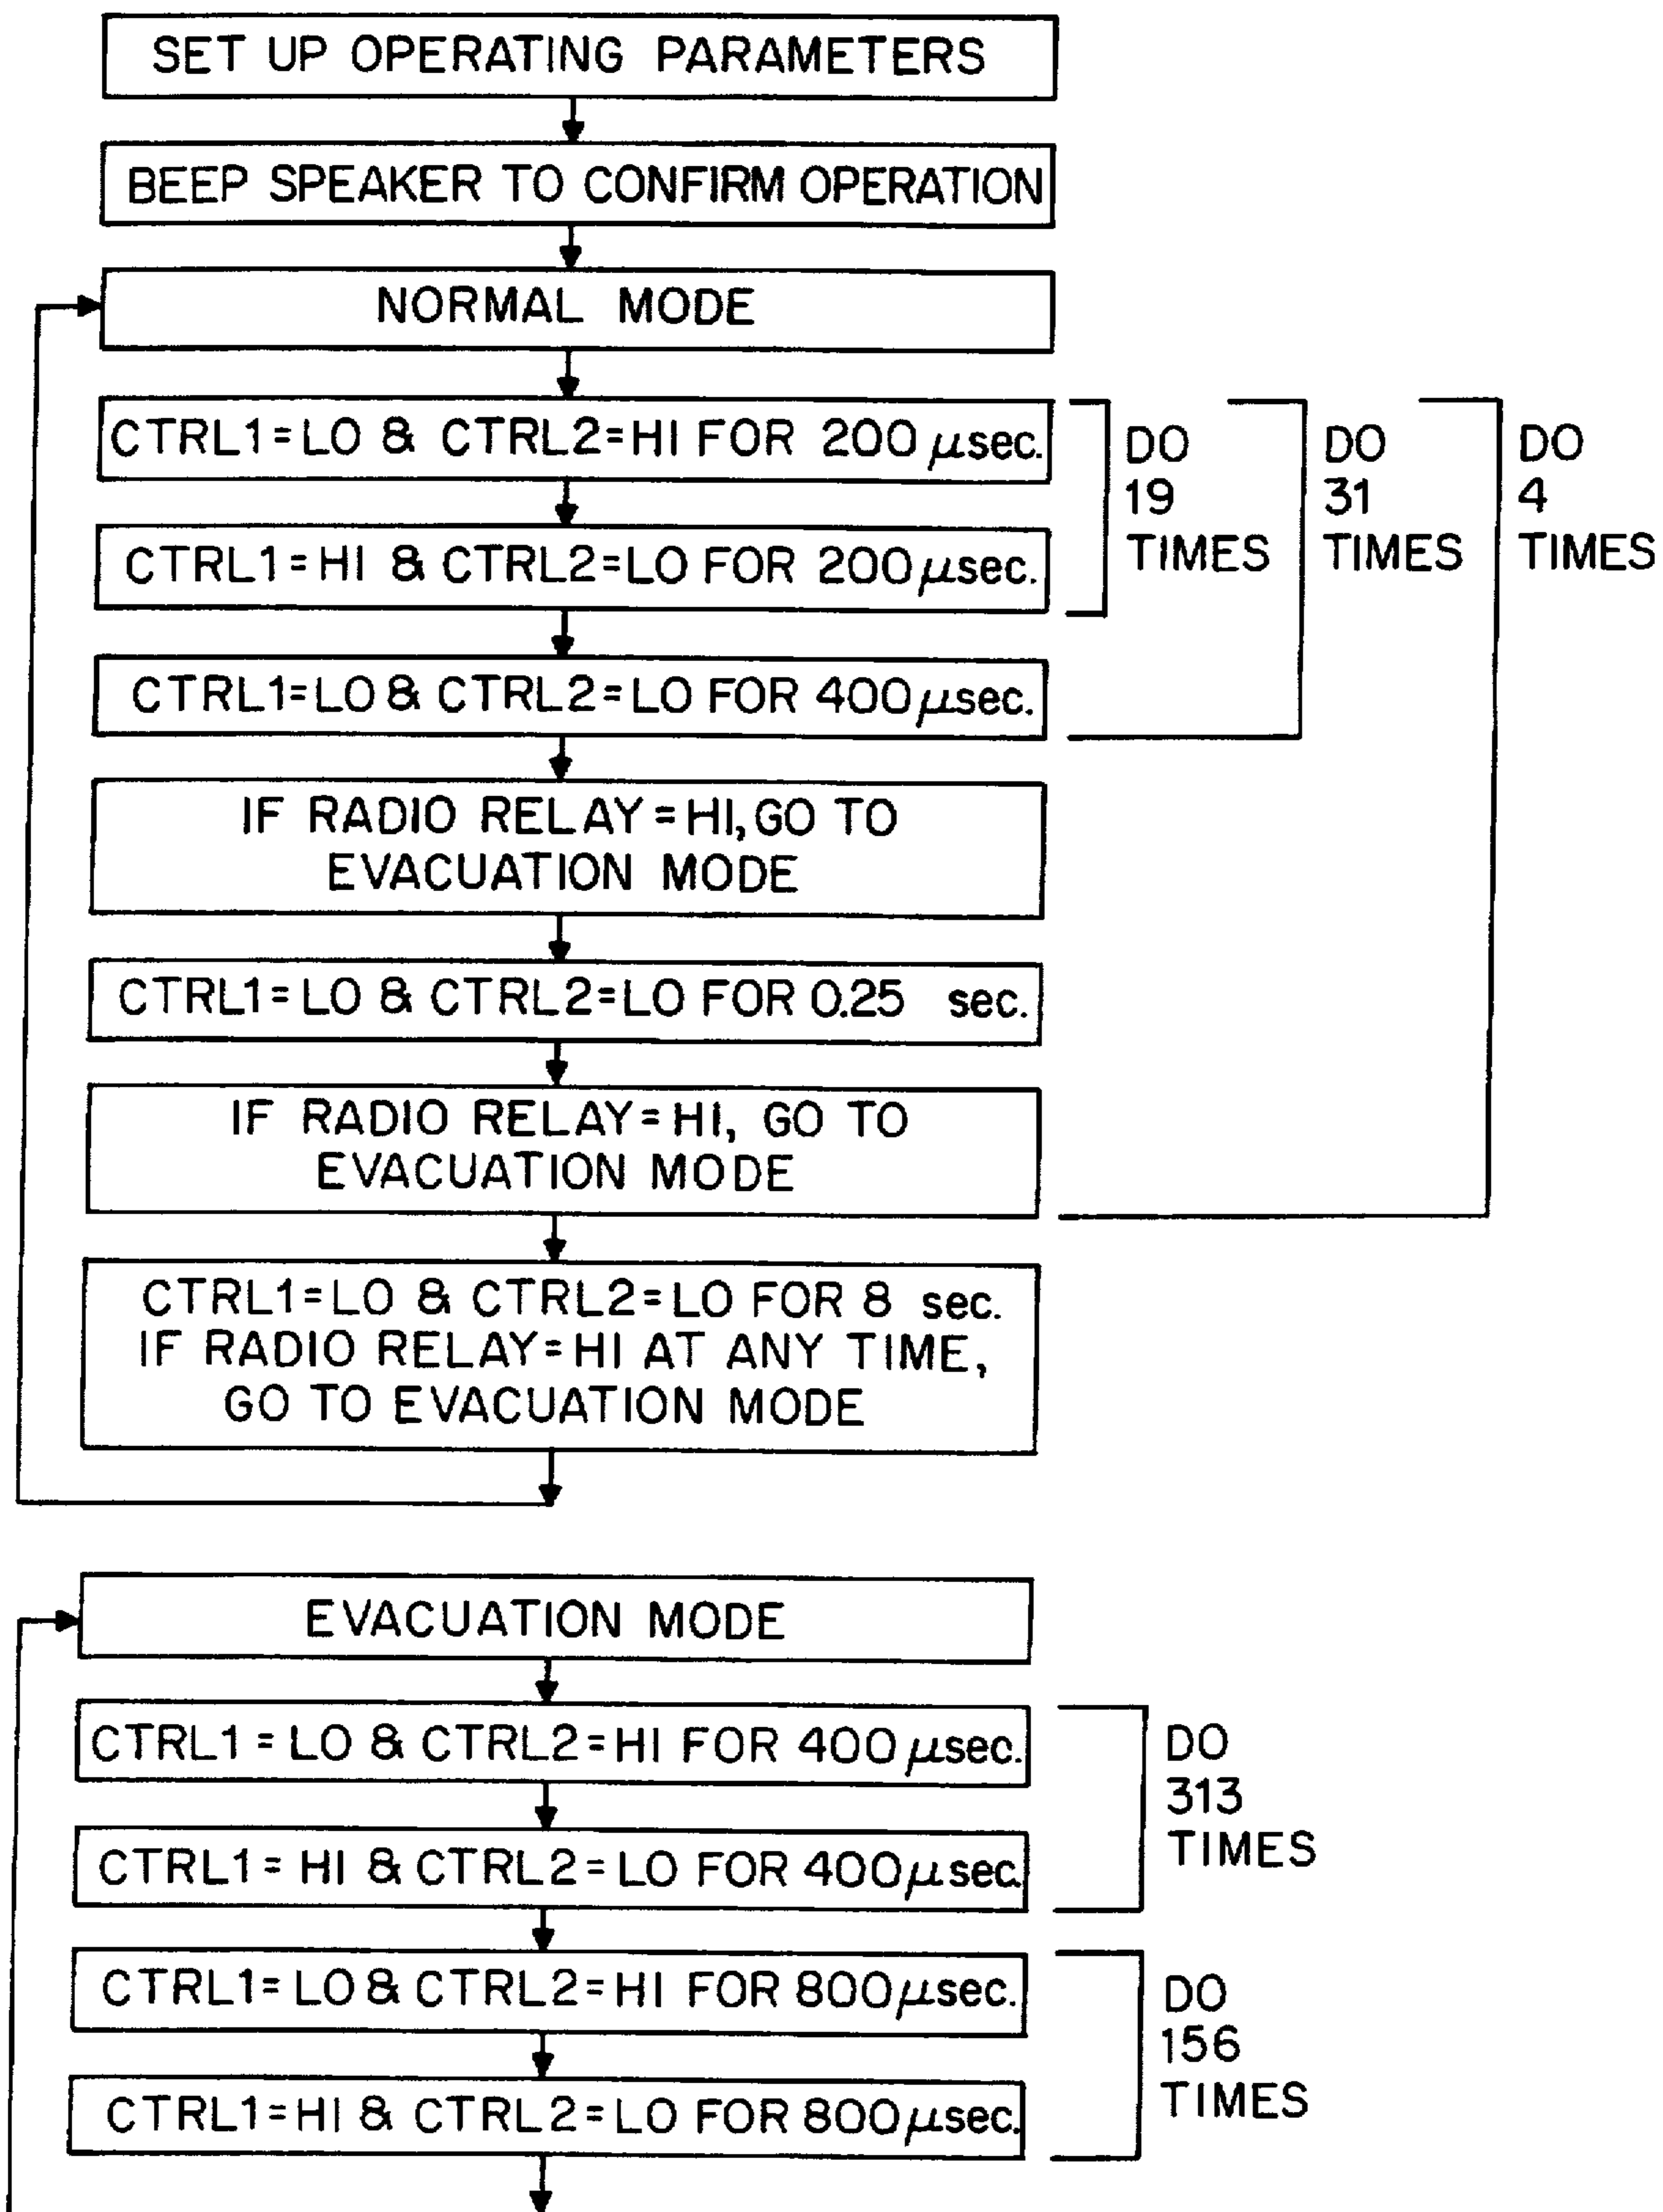 SET UP OPERATING PARAMETERS
BEEP SPEAKER TO CONFIRM OPERATION
NORMAL MODE
CTRL1=LO & CTRL2=HI FOR 200 μsec.
CTRL1=HI & CTRL2=LO FOR 200 μsec.
DO
19
TIMES
DO
31
TIMES
DO
4
TIMES
CTRL1=LO & CTRL2=LO FOR 400 μsec.
IF RADIO RELAY=HI, GO TO
EVACUATION MODE
CTRL1=LO & CTRL2=LO FOR 0.25 sec.
IF RADIO RELAY=HI, GO TO
EVACUATION MODE
CTRL1=LO & CTRL2=LO FOR 8 sec.
IF RADIO RELAY=HI AT ANY TIME,
GO TO EVACUATION MODE
EVACUATION MODE
CTRL1=LO & CTRL2=HI FOR 400 μsec.
CTRL1=HI & CTRL2=LO FOR 400 μsec.
DO
313
TIMES
CTRL1=LO & CTRL2=HI FOR 800 μsec.
CTRL1=HI & CTRL2=LO FOR 800 μsec.
DO
156
TIMES